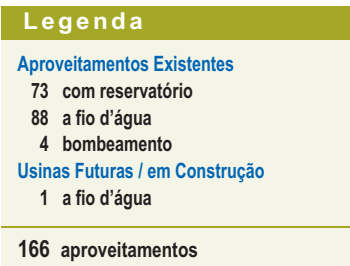 Legenda
Aproveitamentos Existentes
73 com reservatório
88 a fio d’água
4 bombeamento
Usinas Futuras / em Construção
1 a fio d’água
166 aproveitamentos